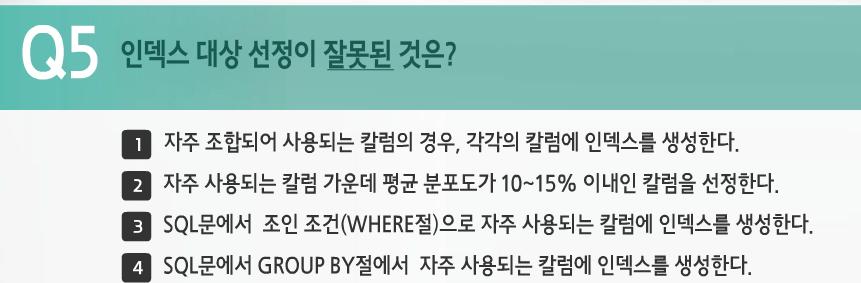 Q5 인덱스 대상 선정이 잘못된 것은?
1 자주 조합되어 사용되는 칼럼의 경우, 각각의 칼럼에 인덱스를 생성한다.
2 자주 사용되는 칼럼 가운데 평균 분포도가 10~15% 이내인 칼럼을 선정한다.
3 SQL문에서 조인 조건(WHERE절)으로 자주 사용되는 칼럼에 인덱스를 생성한다.
4 SQL문에서 GROUP BY절에서 자주 사용되는 칼럼에 인덱스를 생성한다.